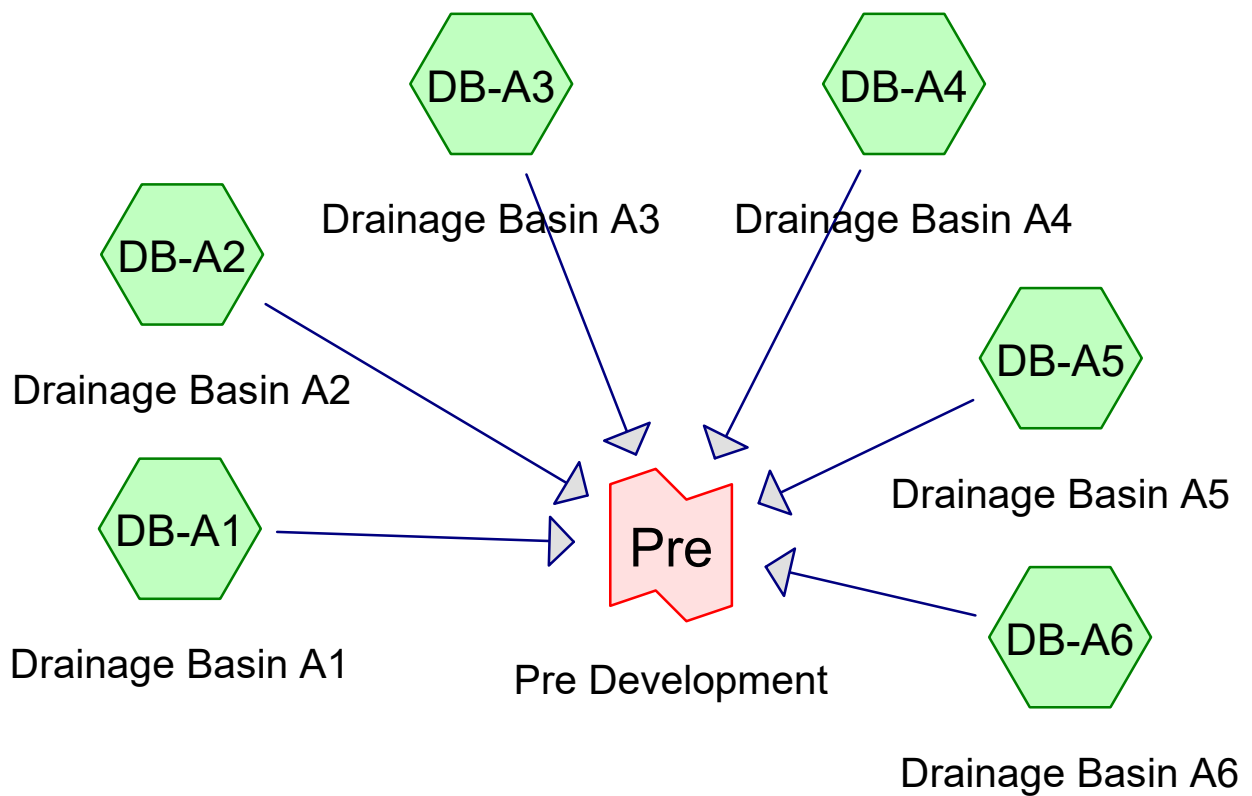 DB-A3
DB-A4
Drainage Basin A3
Drainage Basin A4
DB-A2
DB-A5
Drainage Basin A2
Drainage Basin A5
DB-A1
Pre
DB-A6
Drainage Basin A1
Pre Development
Drainage Basin A6